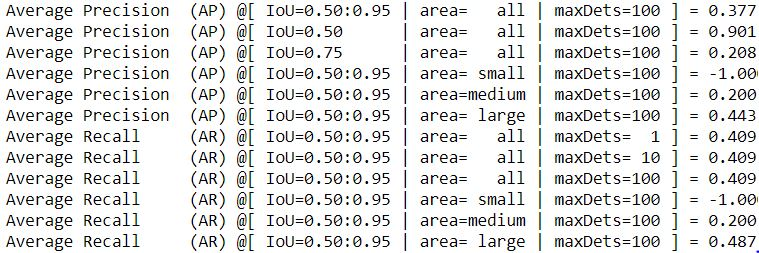 Average Precision  (AP) @[ IoU=0.50:0.95 | area=   all | maxDets=100 ] = 0.377
Average Precision  (AP) @[ IoU=0.50      | area=   all | maxDets=100 ] = 0.901
Average Precision  (AP) @[ IoU=0.75      | area=   all | maxDets=100 ] = 0.208
Average Precision  (AP) @[ IoU=0.50:0.95 | area= small | maxDets=100 ] = -1.00
Average Precision  (AP) @[ IoU=0.50:0.95 | area=medium | maxDets=100 ] = 0.200
Average Precision  (AP) @[ IoU=0.50:0.95 | area= large | maxDets=100 ] = 0.443
Average Recall     (AR) @[ IoU=0.50:0.95 | area=   all | maxDets=  1 ] = 0.409
Average Recall     (AR) @[ IoU=0.50:0.95 | area=   all | maxDets= 10 ] = 0.409
Average Recall     (AR) @[ IoU=0.50:0.95 | area=   all | maxDets=100 ] = 0.409
Average Recall     (AR) @[ IoU=0.50:0.95 | area= small | maxDets=100 ] = -1.00
Average Recall     (AR) @[ IoU=0.50:0.95 | area=medium | maxDets=100 ] = 0.200
Average Recall     (AR) @[ IoU=0.50:0.95 | area= large | maxDets=100 ] = 0.487